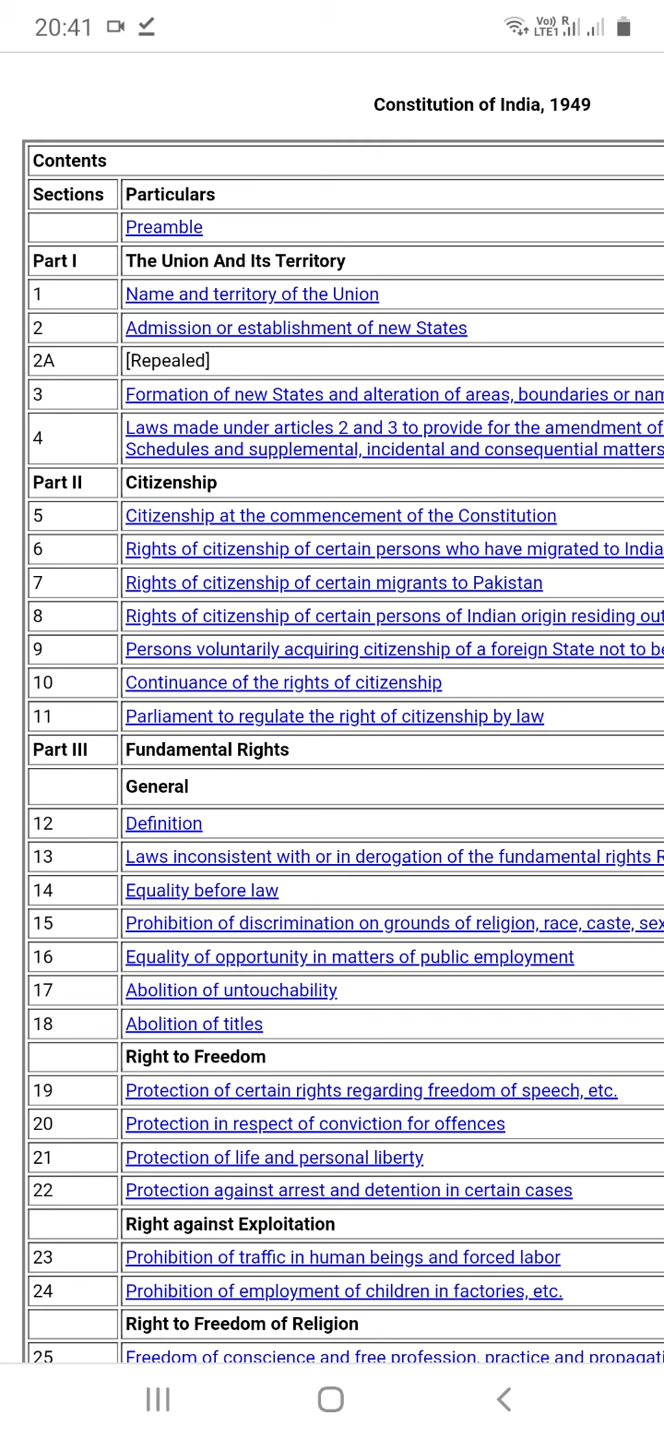 20:41
Vo) R
LTE1
Constitution of India, 1949
Contents
Sections Particulars
Preamble
Part I The Union And Its Territory
1 Name and territory of the Union
2 Admission or establishment of new States
2A [Repealed]
3 Formation of new States and alteration of areas, boundaries or nam
4 Laws made under articles 2 and 3 to provide for the amendment of
Schedules and supplemental, incidental and consequential matters
Part II Citizenship
5 Citizenship at the commencement of the Constitution
6 Rights of citizenship of certain persons who have migrated to India
7 Rights of citizenship of certain migrants to Pakistan
8 Rights of citizenship of certain persons of Indian origin residing out
9 Persons voluntarily acquiring citizenship of a foreign State not to be
10 Continuance of the rights of citizenship
11 Parliament to regulate the right of citizenship by law
Part III Fundamental Rights
General
12 Definition
13 Laws inconsistent with or in derogation of the fundamental rights R
14 Equality before law
15 Prohibition of discrimination on grounds of religion, race, caste, sex
16 Equality of opportunity in matters of public employment
17 Abolition of untouchability
18 Abolition of titles
Right to Freedom
19 Protection of certain rights regarding freedom of speech, etc.
20 Protection in respect of conviction for offences
21 Protection of life and personal liberty
22 Protection against arrest and detention in certain cases
Right against Exploitation
23 Prohibition of traffic in human beings and forced labor
24 Prohibition of employment of children in factories, etc.
Right to Freedom of Religion
25 Freedom of conscience and free profession, practice and propagati